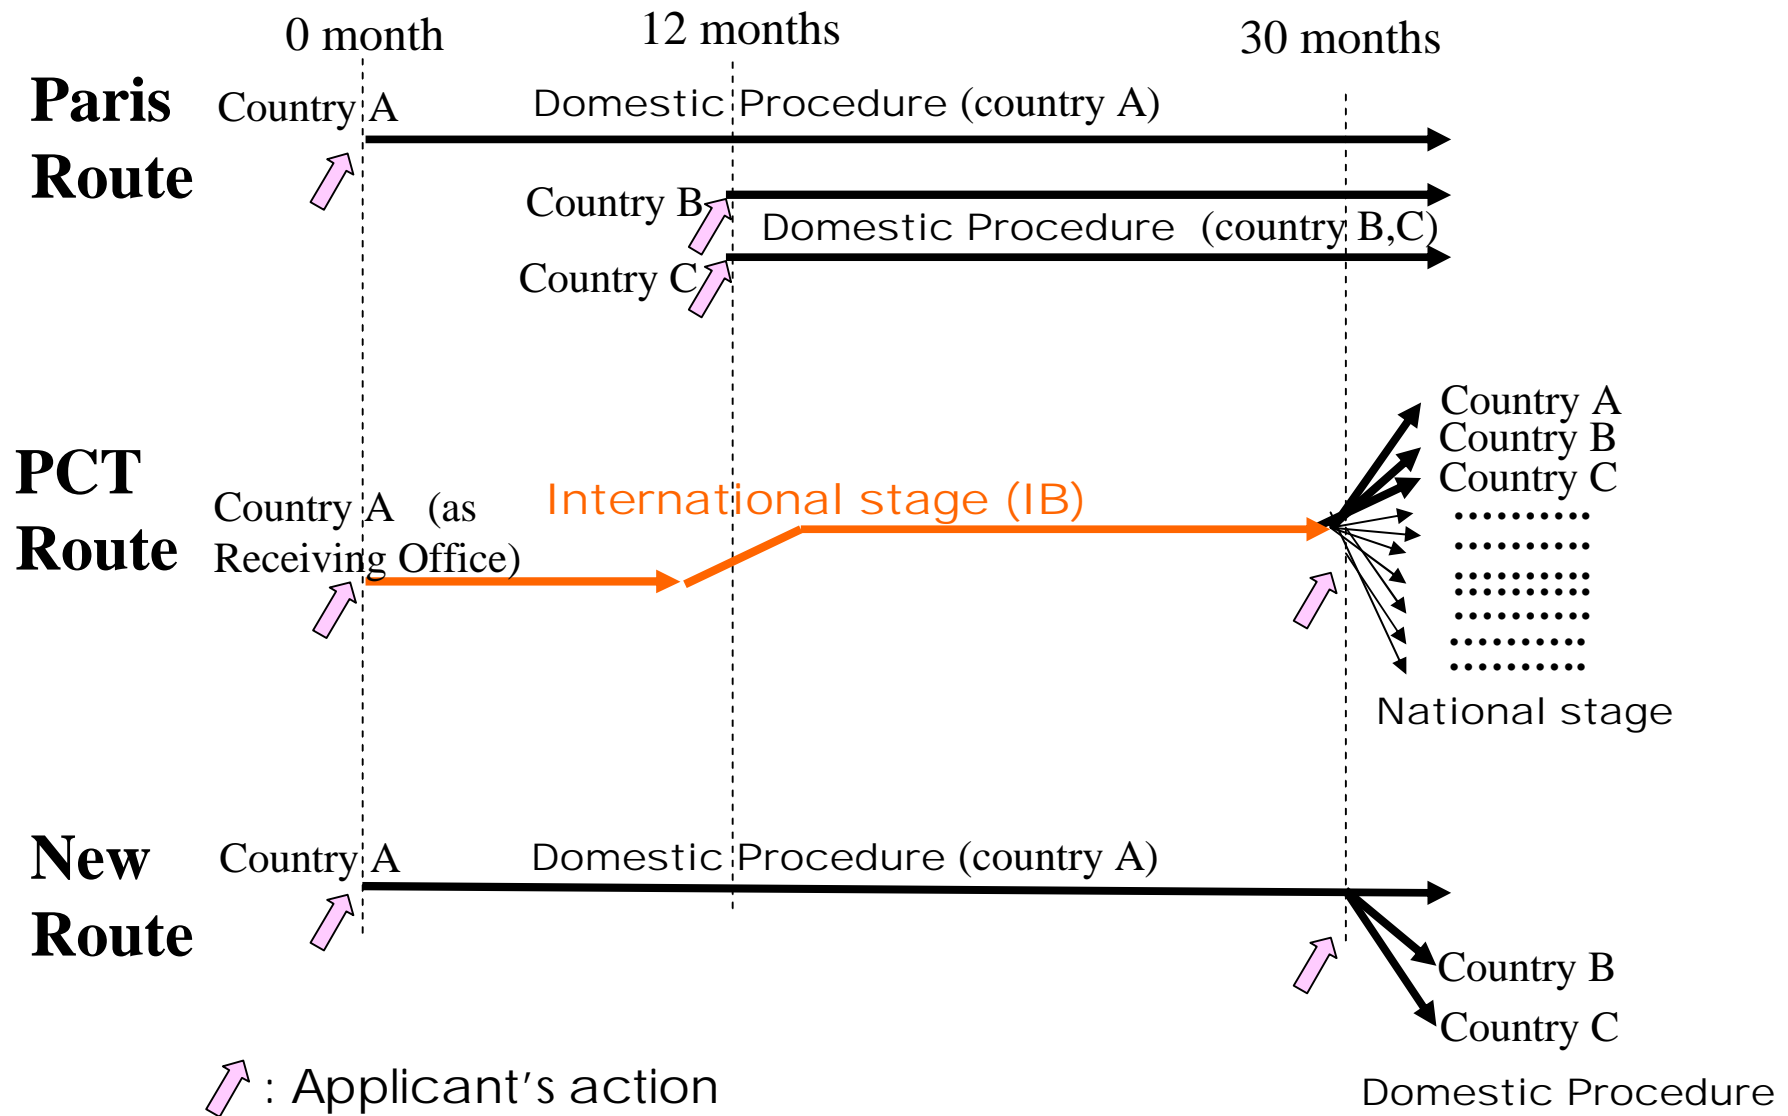 0 month
12 months
30 months
Paris
Route
Country A
Domestic Procedure (country A)
Country B
Domestic Procedure (country B,C)
Country C
PCT
Route
Country A (as
Receiving Office)
International stage (IB)
Country A
Country B
Country C
National stage
New
Route
Country A
Domestic Procedure (country A)
Country B
Country C
: Applicant's action
Domestic Procedure